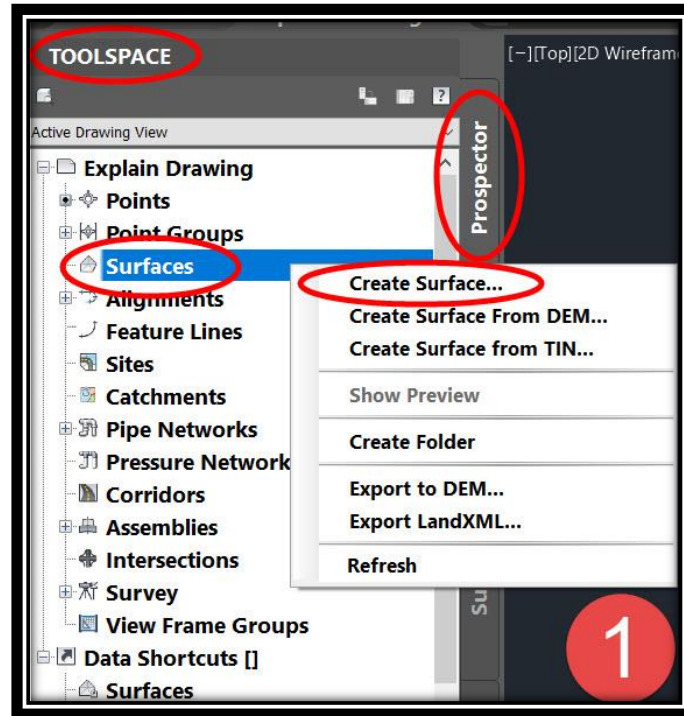 TOOLSPACE
[−][Top][2D Wirefram
Active Drawing View
Prospector
Explain Drawing
Points
Point Groups
Surfaces
Alignments
Feature Lines
Sites
Catchments
Pipe Networks
Pressure Network
Corridors
Assemblies
Intersections
Survey
View Frame Groups
Data Shortcuts []
Surfaces
Create Surface...
Create Surface From DEM...
Create Surface from TIN...
Show Preview
Create Folder
Export to DEM...
Export LandXML...
Refresh
Su
1